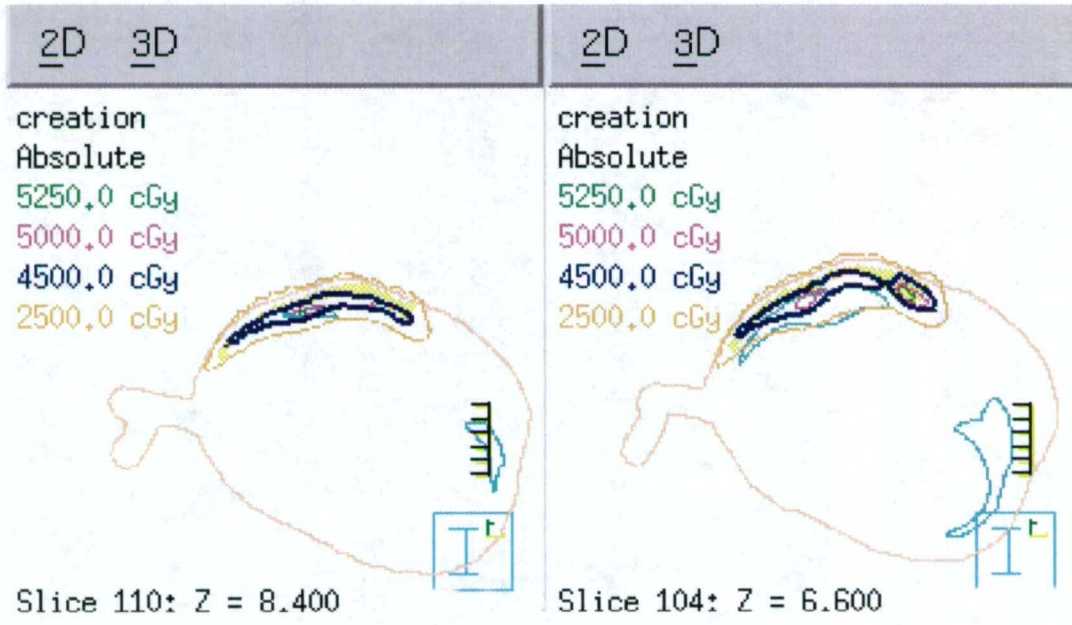 2D 3D
creation
Absolute
5250.0 cGy
5000.0 cGy
4500.0 cGy
2500.0 cGy
Slice 110: Z = 8.400
2D 3D
creation
Absolute
5250.0 cGy
5000.0 cGy
4500.0 cGy
2500.0 cGy
Slice 104: Z = 6.600